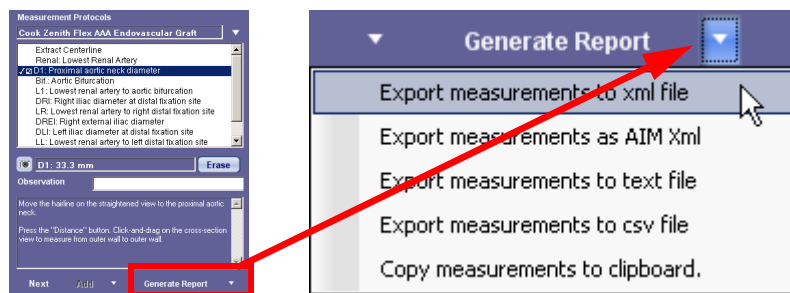 Measurement Protocols
Cook Zenith Flex AAA Endovascular Graft
Extract Centerline
Renal: Lowest Renal Artery
D1: Proximal aortic neck diameter
Bif.: Aortic Bifurcation
L1: Lowest renal artery to aortic bifurcation
DRI: Right iliac diameter at distal fixation site
LR: Lowest renal artery to right distal fixation site
DREI: Right external iliac diameter
DLI: Left iliac diameter at distal fixation site
LL: Lowest renal artery to left distal fixation site
D1: 33.3 mm
Erase
Observation
Move the hairline on the straightened view to the proximal aortic
neck.
Press the "Distance" button. Click-and-drag on the cross-section
view to measure from outer wall to outer wall.
Next Add Generate Report
Generate Report
Export measurements to xml file
Export measurements as AIM Xml
Export measurements to text file
Export measurements to csv file
Copy measurements to clipboard.